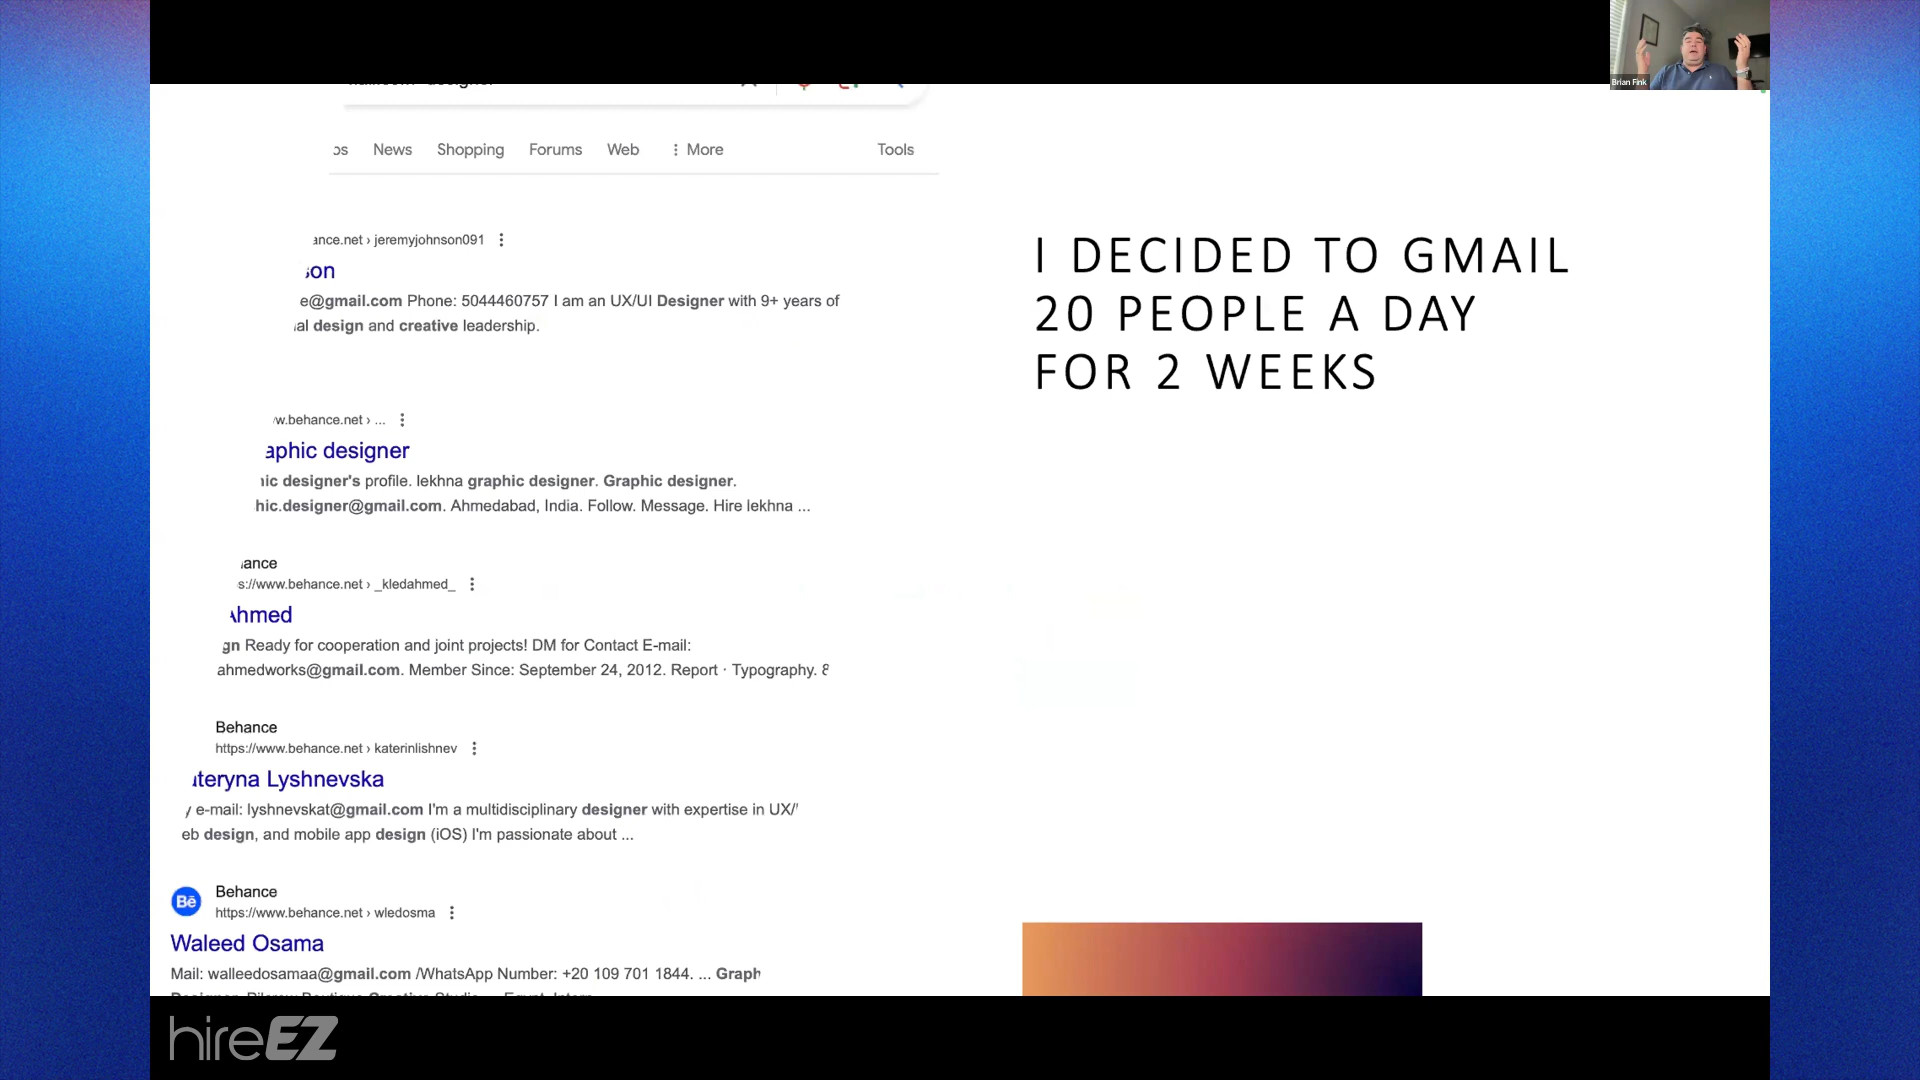 Brian Fink
os News Shopping Forums Web More Tools
ance.net › jeremyjohnson091
son
e@gmail.com Phone: 5044460757 I am an UX/UI Designer with 9+ years of
al design and creative leadership.
w.behance.net › ...
aphic designer
ic designer's profile. lekhna graphic designer. Graphic designer.
hic.designer@gmail.com. Ahmedabad, India. Follow. Message. Hire lekhna ...
ance
s://www.behance.net › _kledahmed_
Ahmed
gn Ready for cooperation and joint projects! DM for Contact E-mail:
ahmedworks@gmail.com. Member Since: September 24, 2012. Report · Typography. 8
Behance
https://www.behance.net › katerinlishnev
ateryna Lyshnevska
y e-mail: lyshnevskat@gmail.com I'm a multidisciplinary designer with expertise in UX/
eb design, and mobile app design (iOS) I'm passionate about ...
Bē
Behance
https://www.behance.net › wledosma
Waleed Osama
Mail: walleedosamaa@gmail.com /WhatsApp Number: +20 109 701 1844. ... Graph
I DECIDED TO GMAIL
20 PEOPLE A DAY
FOR 2 WEEKS
hireEZ